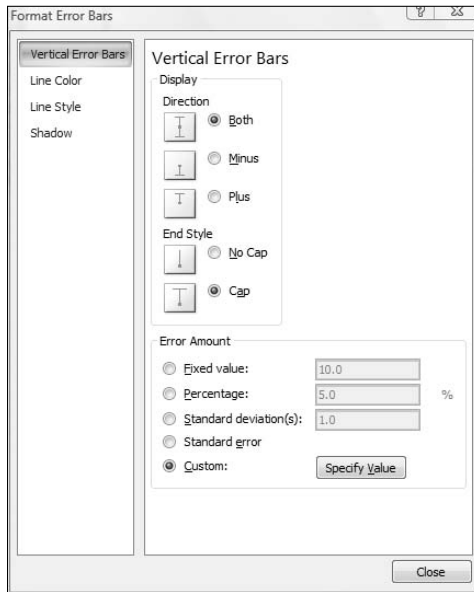 Format Error Bars
?
Vertical Error Bars
Line Color
Line Style
Shadow
Vertical Error Bars
Display
Direction
Both
Minus
Plus
End Style
No Cap
Cap
Error Amount
Fixed value: 10.0
Percentage: 5.0 %
Standard deviation(s): 1.0
Standard error
Custom: Specify Value
Close